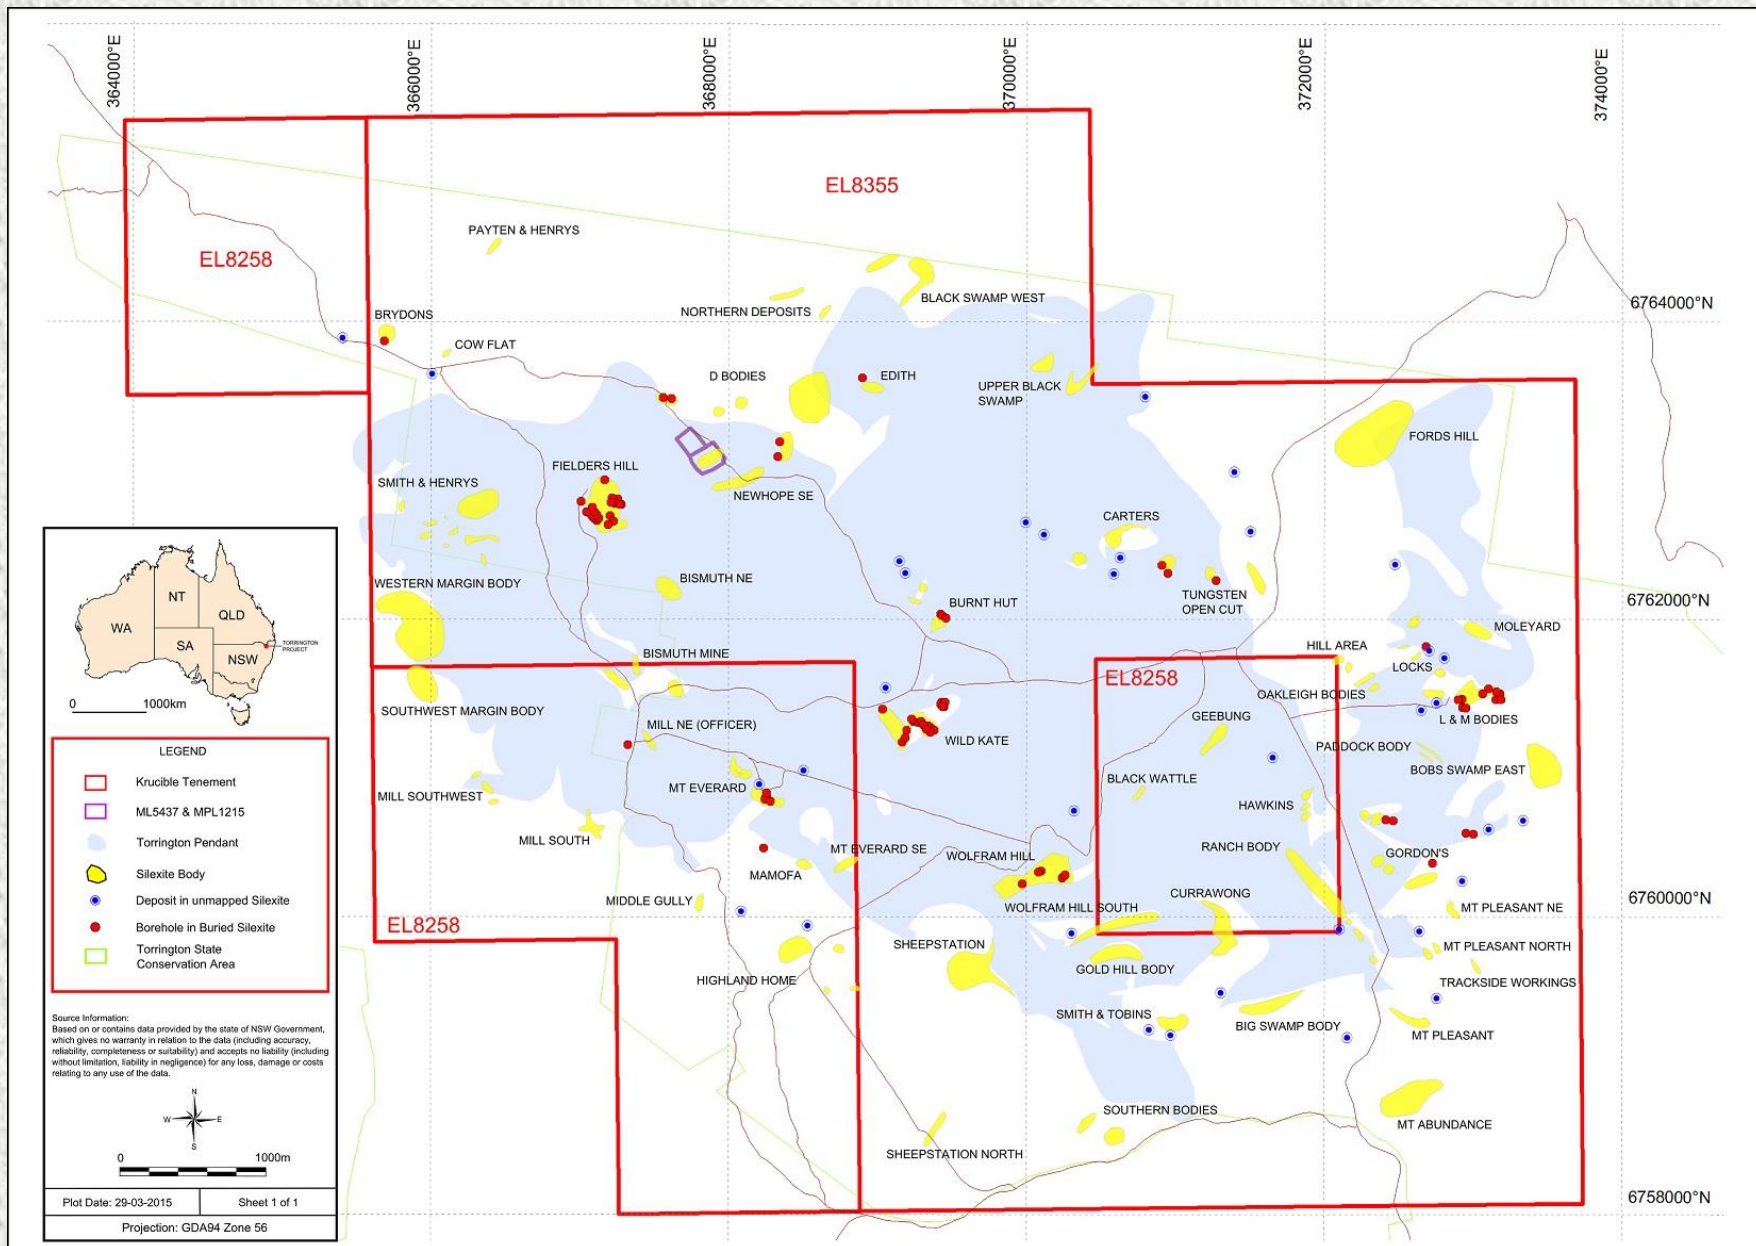 364000°E
366000°E
368000°E
370000°E
372000°E
374000°E
EL8355
EL8258
PAYTEN & HENRYS
BLACK SWAMP WEST
NORTHERN DEPOSITS
6764000°N
BRYDONS
COW FLAT
D BODIES
EDITH
UPPER BLACK
SWAMP
FORDS HILL
FIELDERS HILL
SMITH & HENRYS
NEWHOPE SE
CARTERS
WESTERN MARGIN BODY
BISMUTH NE
BURNT HUT
TUNGSTEN
OPEN CUT
6762000°N
MOLEYARD
HILL AREA
BISMUTH MINE
LOCKS
EL8258
OAKLEIGH BODIES
SOUTHWEST MARGIN BODY
GEEBUNG
L & M BODIES
MILL NE (OFFICER)
WILD KATE
PADDOCK BODY
BOBS SWAMP EAST
BLACK WATTLE
MT EVERARD
MILL SOUTHWEST
HAWKINS
MILL SOUTH
MT EVERARD SE
WOLFRAM HILL
RANCH BODY
GORDON'S
MAMOFA
MIDDLE GULLY
CURRAWONG
WOLFRAM HILL SOUTH
MT PLEASANT NE
6760000°N
EL8258
SHEEPSTATION
MT PLEASANT NORTH
GOLD HILL BODY
HIGHLAND HOME
TRACKSIDE WORKINGS
SMITH & TOBINS
BIG SWAMP BODY
MT PLEASANT
SOUTHERN BODIES
MT ABUNDANCE
SHEEPSTATION NORTH
6758000°N
WA
NT
QLD
SA
NSW
TORRINGTON
PROJECT
0 1000km
LEGEND
Krucible Tenement
ML5437 & MPL1215
Torrington Pendant
Silexite Body
Deposit in unmapped Silexite
Borehole in Buried Silexite
Torrington State
Conservation Area
Source Information:
Based on or contains data provided by the state of NSW Government,
which gives no warranty in relation to the data (including accuracy,
reliability, completeness or suitability) and accepts no liability (including
without limitation, liability in negligence) for any loss, damage or costs
relating to any use of the data.
N
W E
S
0 1000m
Plot Date: 29-03-2015 Sheet 1 of 1
Projection: GDA94 Zone 56